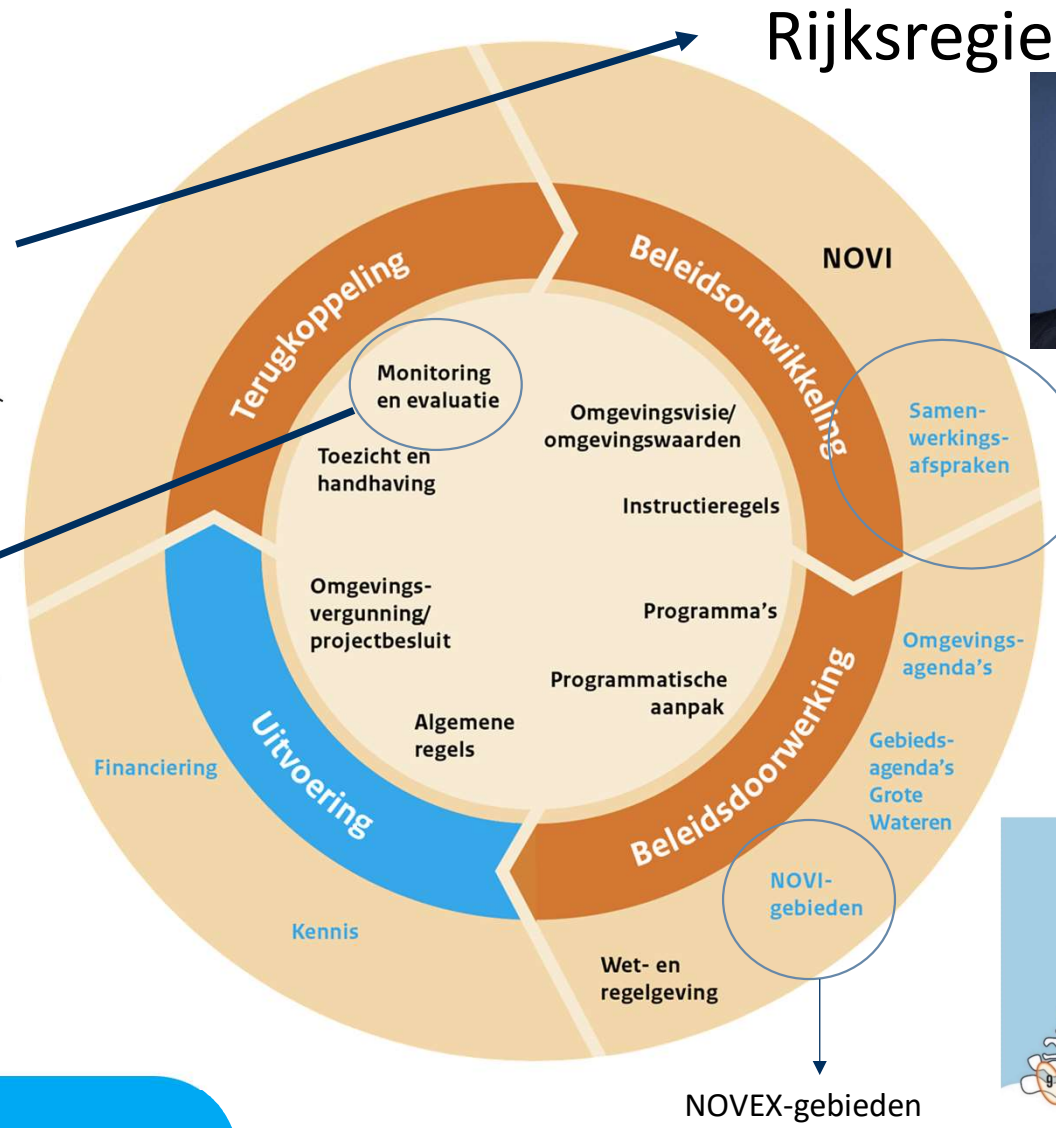 Rijksregie
Terugkoppeling
Beleidsontwikkeling
NOVI
Monitoring
en evaluatie
Omgevingsvisie/
omgevingswaarden
Samen-
werkings-
afspraken
Toezicht en
handhaving
Instructieregels
Omgevings-
vergunning/
projectbesluit
Programma's
Omgevings-
agenda's
Programmatische
aanpak
Algemene
regels
Gebieds-
agenda's
Grote
Wateren
Financiering
Uitvoering
Beleidsdoorwerking
NOVI-
gebieden
Kennis
Wet- en
regelgeving
NOVEX-gebieden